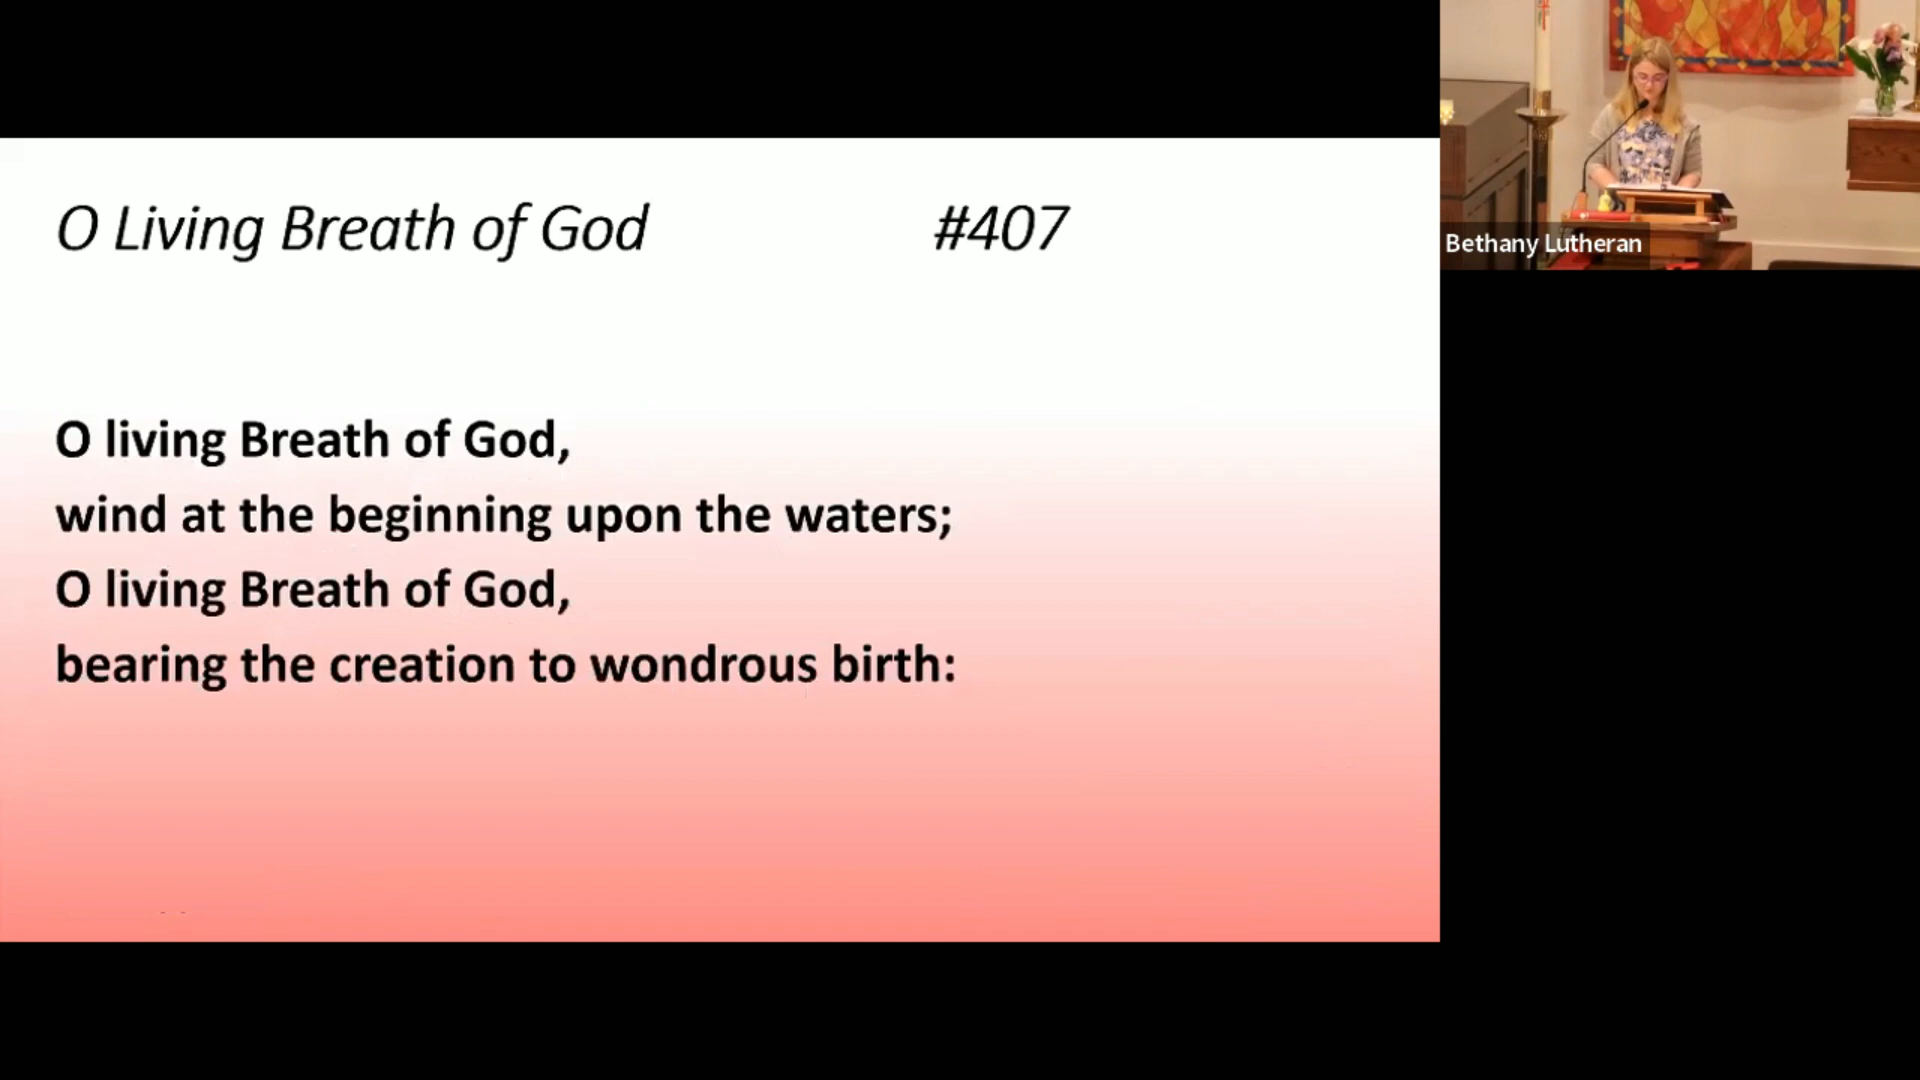 O Living Breath of God #407
O living Breath of God,
wind at the beginning upon the waters;
O living Breath of God,
bearing the creation to wondrous birth:
Bethany Lutheran